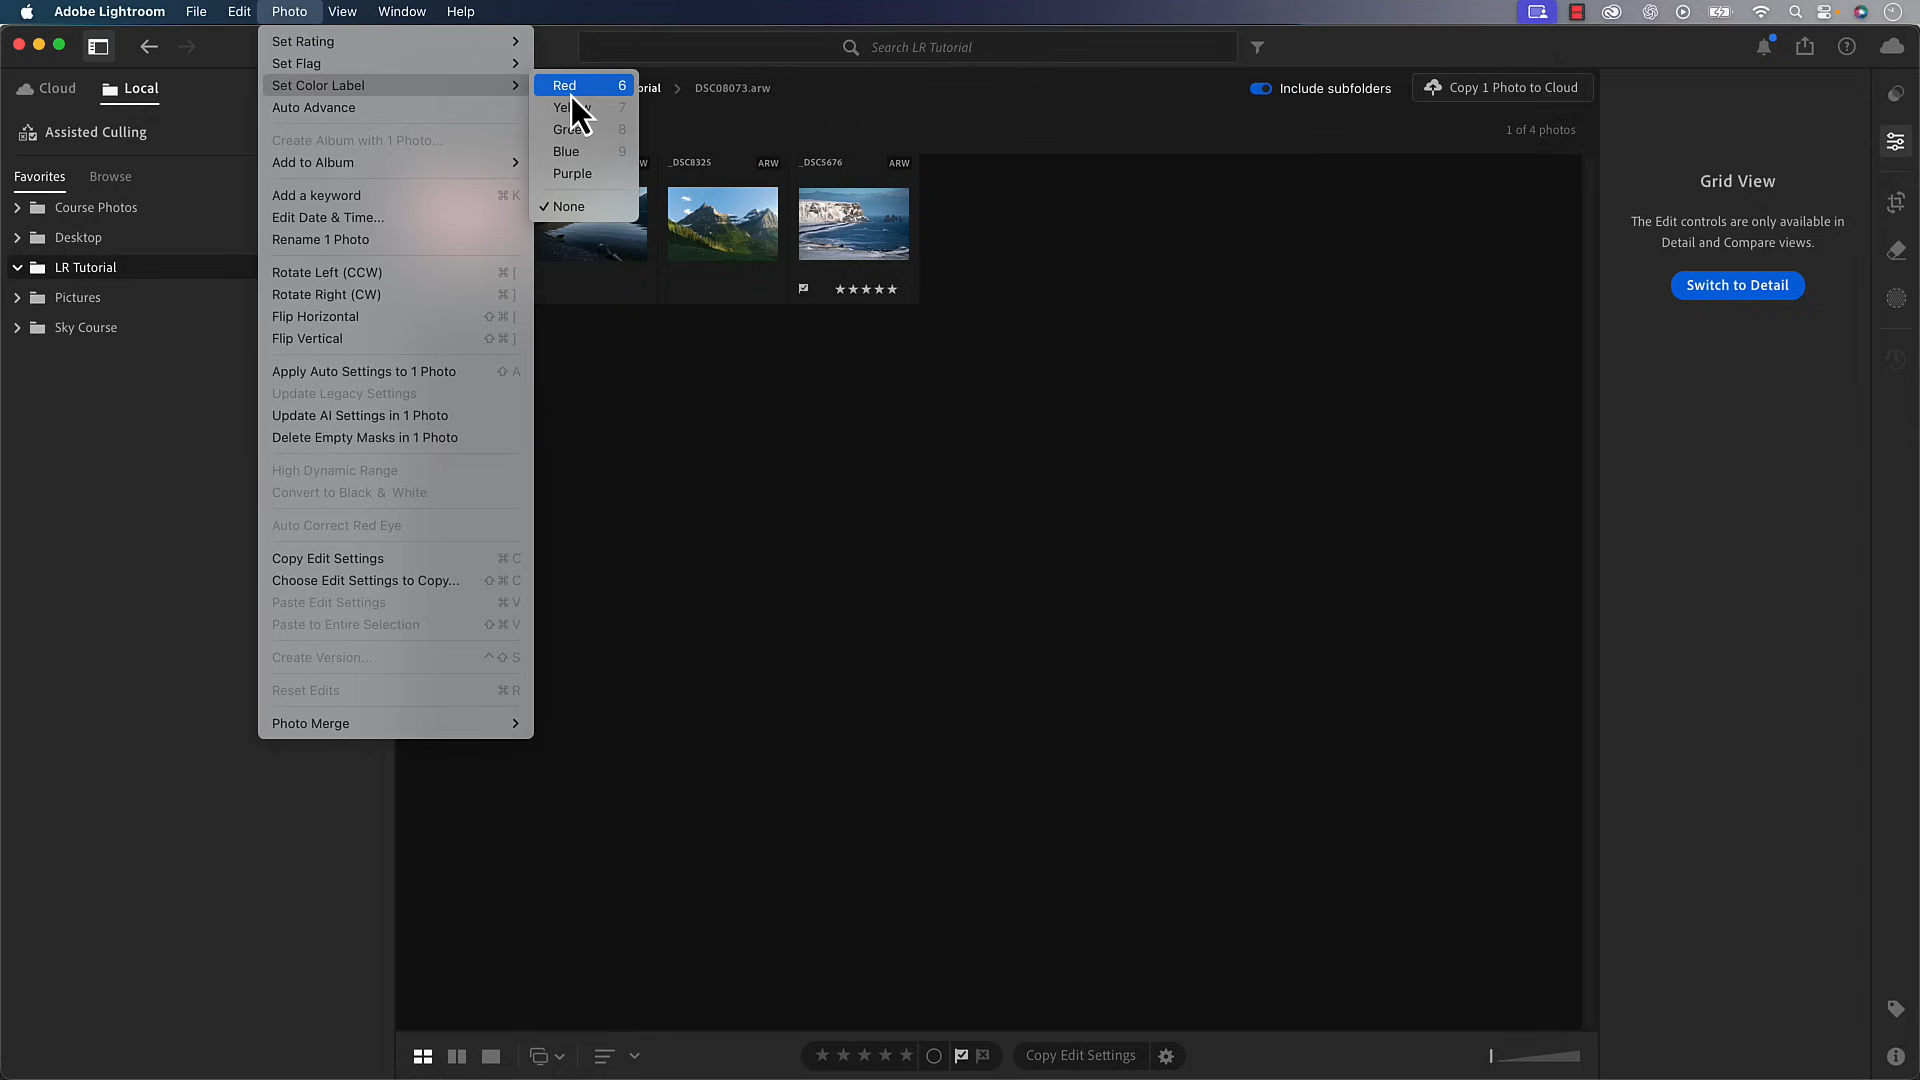 Adobe Lightroom File Edit Photo View Window Help
Search LR Tutorial
Cloud Local
Assisted Culling
Favorites Browse
Course Photos
Desktop
LR Tutorial
Pictures
Sky Course
Set Rating
Set Flag
Set Color Label
Auto Advance
Create Album with 1 Photo...
Add to Album
Add a keyword ⌘ K
Edit Date & Time...
Rename 1 Photo
Rotate Left (CCW) ⌘ [
Rotate Right (CW) ⌘ ]
Flip Horizontal ⇧ ⌘ [
Flip Vertical ⇧ ⌘ ]
Apply Auto Settings to 1 Photo ⇧ A
Update Legacy Settings
Update AI Settings in 1 Photo
Delete Empty Masks in 1 Photo
High Dynamic Range
Convert to Black & White
Auto Correct Red Eye
Copy Edit Settings ⌘ C
Choose Edit Settings to Copy... ⇧ ⌘ C
Paste Edit Settings ⌘ V
Paste to Entire Selection ⇧ ⌘ V
Create Version... ^ ⇧ S
Reset Edits ⌘ R
Photo Merge
Red 6
7
8
Blue 9
Purple
✓ None
DSC08073.arw
Include subfolders
Copy 1 Photo to Cloud
1 of 4 photos
_DSC8325 ARW
_DSC5676 ARW
Grid View
The Edit controls are only available in
Detail and Compare views.
Switch to Detail
Copy Edit Settings